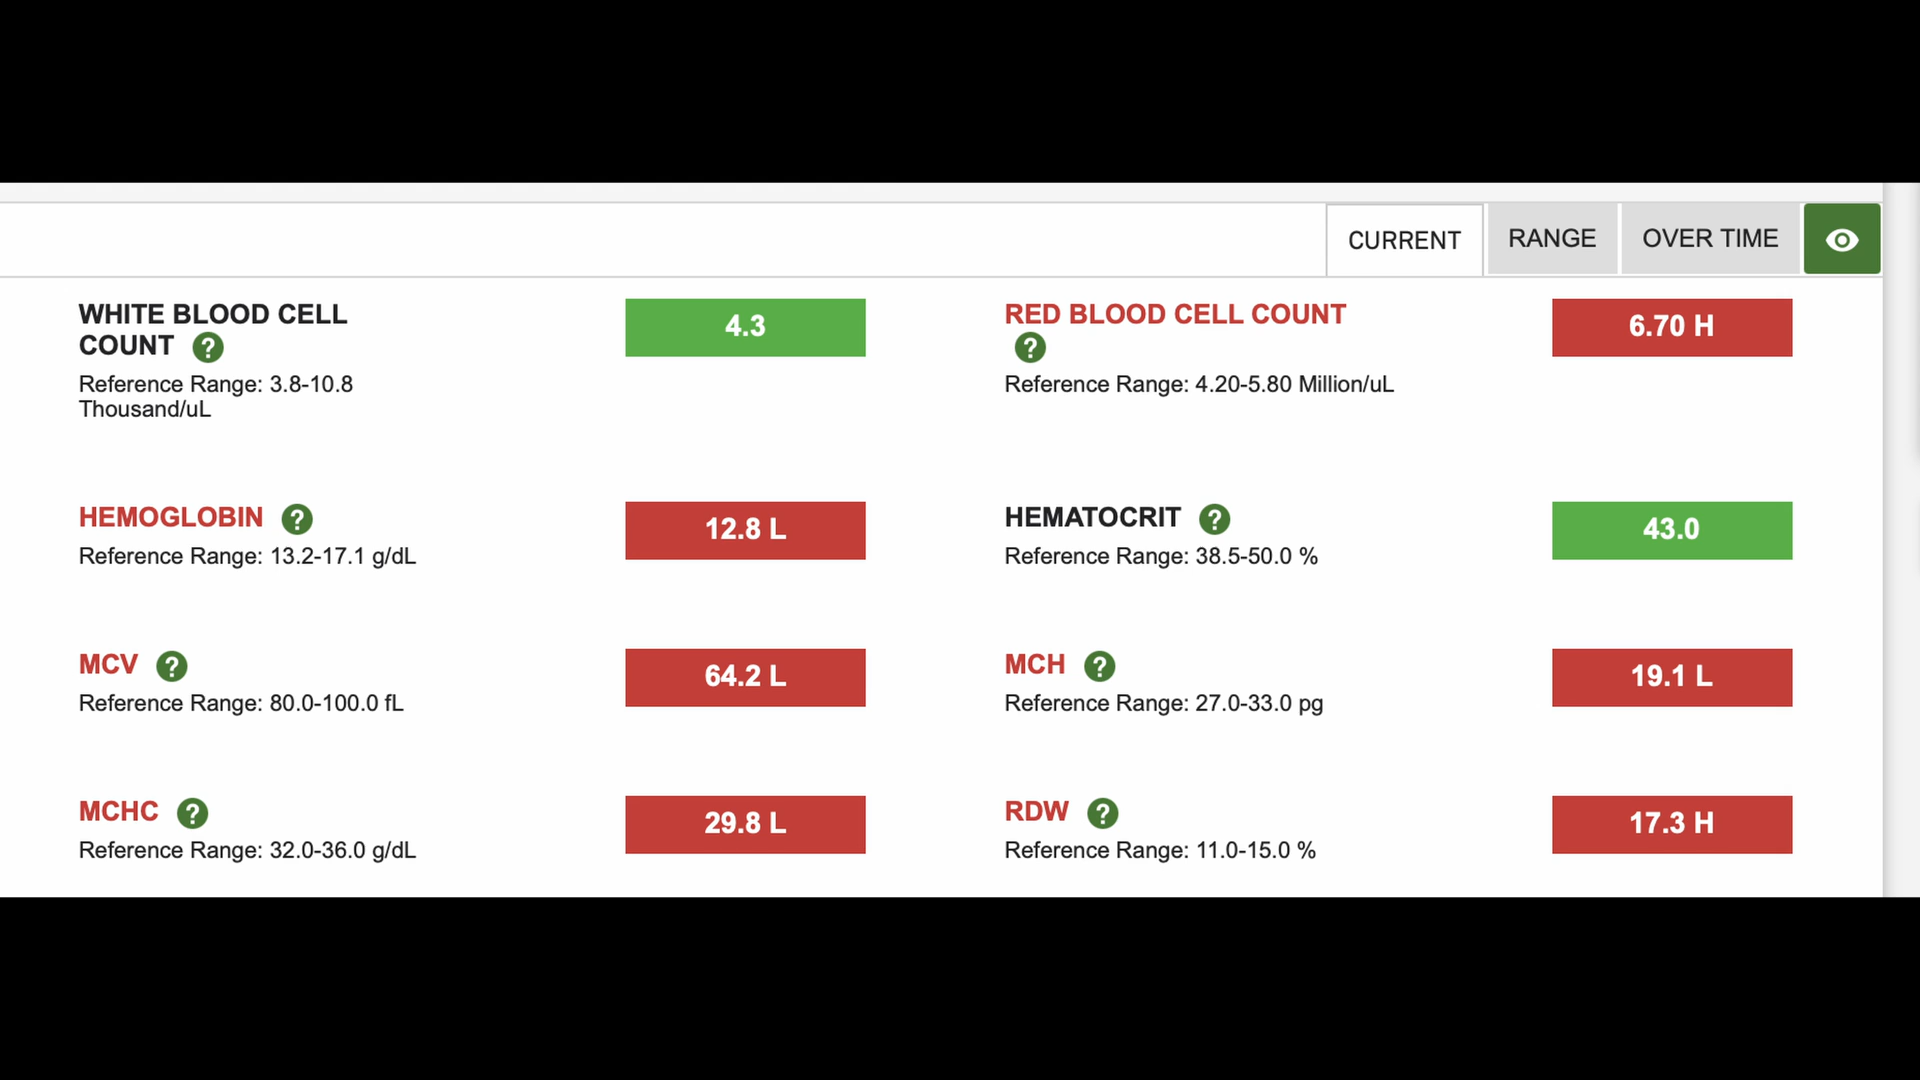 CURRENT RANGE OVER TIME
WHITE BLOOD CELL
COUNT ?
Reference Range: 3.8-10.8
Thousand/uL
4.3
RED BLOOD CELL COUNT
?
Reference Range: 4.20-5.80 Million/uL
6.70 H
HEMOGLOBIN ?
Reference Range: 13.2-17.1 g/dL
12.8 L
HEMATOCRIT ?
Reference Range: 38.5-50.0 %
43.0
MCV ?
Reference Range: 80.0-100.0 fL
64.2 L
MCH ?
Reference Range: 27.0-33.0 pg
19.1 L
MCHC ?
Reference Range: 32.0-36.0 g/dL
29.8 L
RDW ?
Reference Range: 11.0-15.0 %
17.3 H